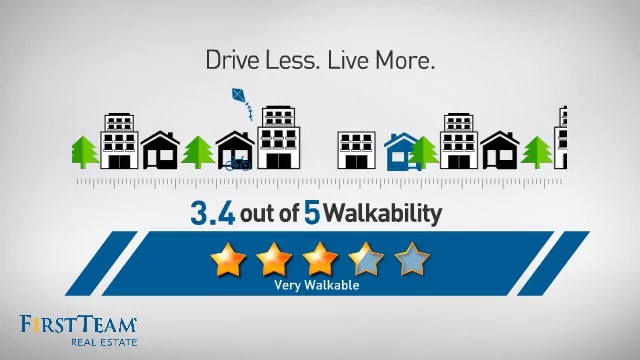 Drive Less. Live More.
3.4 out of 5 Walkability
Very Walkable
FIRSTTEAM®
REAL ESTATE